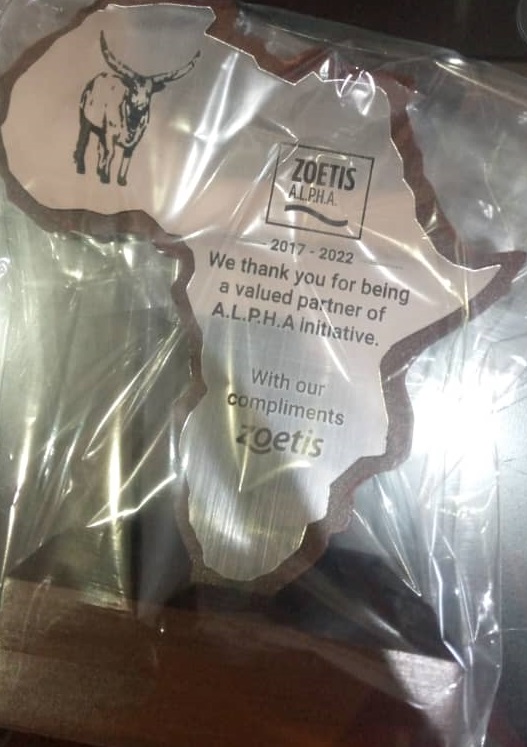 ZOETIS
A.L.P.H.A.
2017 - 2022
We thank you for being
a valued partner of
A.L.P.H.A initiative.
With our
compliments
zoetis